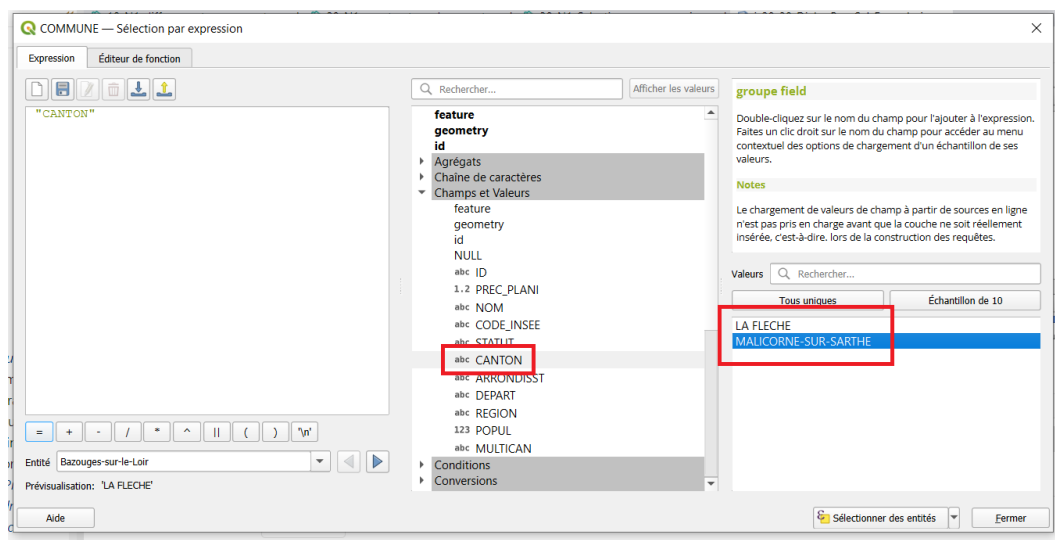 COMMUNE — Sélection par expression
Expression
Éditeur de fonction
"CANTON"
= + - / * ^ || ( ) '\n'
Entité Bazouges-sur-le-Loir
Prévisualisation: 'LA FLECHE'
Aide
Rechercher...
Afficher les valeurs
feature
geometry
id
Agrégats
Chaîne de caractères
Champs et Valeurs
feature
geometry
id
NULL
abc ID
1.2 PREC_PLANI
abc NOM
abc CODE_INSEE
abc STATUT
abc CANTON
abc ARRONDISST
abc DEPART
abc REGION
123 POPUL
abc MULTICAN
Conditions
Conversions
groupe field
Double-cliquez sur le nom du champ pour l'ajouter à l'expression.
Faites un clic droit sur le nom du champ pour accéder au menu
contextuel des options de chargement d'un échantillon de ses
valeurs.
Notes
Le chargement de valeurs de champ à partir de sources en ligne
n'est pas pris en charge avant que la couche ne soit réellement
insérée, c'est-à-dire. lors de la construction des requêtes.
Valeurs Rechercher...
Tous uniques
Échantillon de 10
LA FLECHE
MALICORNE-SUR-SARTHE
Sélectionner des entités
Fermer